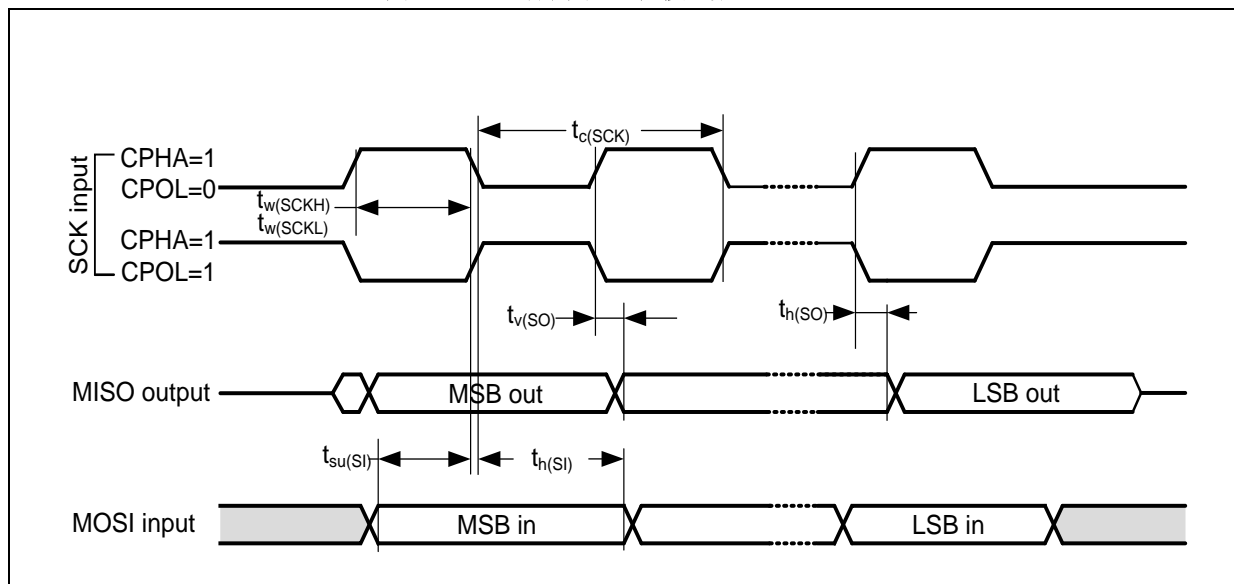 tc(SCK)
SCK input
CPHA=1
CPOL=0
tw(SCKH)
tw(SCKL)
CPHA=1
CPOL=1
tv(SO)
th(SO)
MISO output
MSB out
LSB out
tsu(SI)
th(SI)
MOSI input
MSB in
LSB in